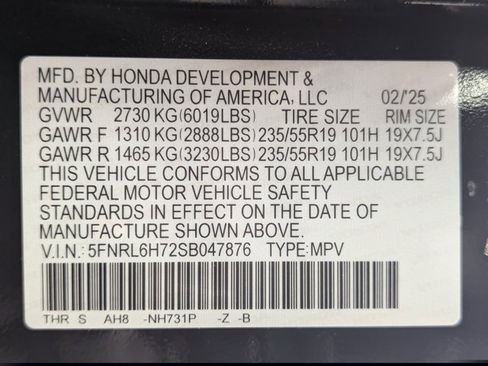 MFD. BY HONDA DEVELOPMENT &
MANUFACTURING OF AMERICA, LLC 02/'25
GVWR 2730 KG(6019LBS) TIRE SIZE RIM SIZE
GAWR F 1310 KG(2888LBS) 235/55R19 101H 19X7.5J
GAWR R 1465 KG(3230LBS) 235/55R19 101H 19X7.5J
THIS VEHICLE CONFORMS TO ALL APPLICABLE
FEDERAL MOTOR VEHICLE SAFETY
STANDARDS IN EFFECT ON THE DATE OF
MANUFACTURE SHOWN ABOVE.
V.I.N.: 5FNRL6H72SB047876 TYPE:MPV
THR S AH8 -NH731P -Z -B